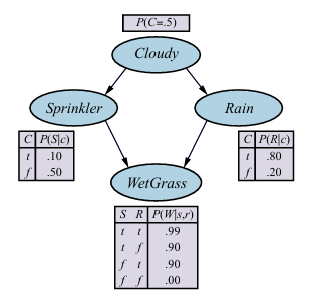 P(C=.5)
Cloudy
Sprinkler
Rain
C P(S|c)
t .10
f .50
C P(R|c)
t .80
f .20
WetGrass
S R P(W|s,r)
t t .99
t f .90
f t .90
f f .00